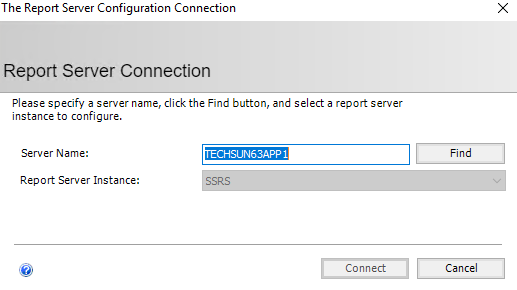 The Report Server Configuration Connection
Report Server Connection
Please specify a server name, click the Find button, and select a report server
instance to configure.
Server Name:
TECHSUN63APP1
Find
Report Server Instance:
SSRS
Connect
Cancel